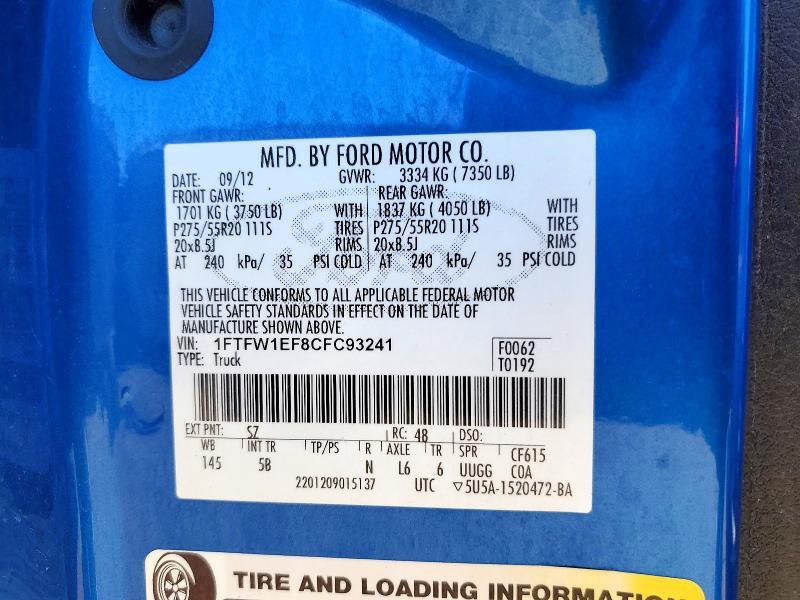 MFD. BY FORD MOTOR CO.
DATE: 09/12 GVWR: 3334 KG ( 7350 LB)
FRONT GAWR: REAR GAWR:
1701 KG ( 3750 LB) WITH 1837 KG ( 4050 LB) WITH
P275/55R20 111S TIRES P275/55R20 111S TIRES
20x8.5J RIMS 20x8.5J RIMS
AT 240 kPa/ 35 PSI COLD AT 240 kPa/ 35 PSI COLD
THIS VEHICLE CONFORMS TO ALL APPLICABLE FEDERAL MOTOR
VEHICLE SAFETY STANDARDS IN EFFECT ON THE DATE OF
MANUFACTURE SHOWN ABOVE.
VIN: 1FTFW1EF8CFC93241 F0062
TYPE: Truck T0192
EXT PNT: SZ RC: 48 DSO:
WB INT TR TP/PS R AXLE TR SPR CF615
145 5B N L6 6 UUGG COA
2201209015137 UTC ▽5U5A-1520472-BA
TIRE AND LOADING INFORMATION